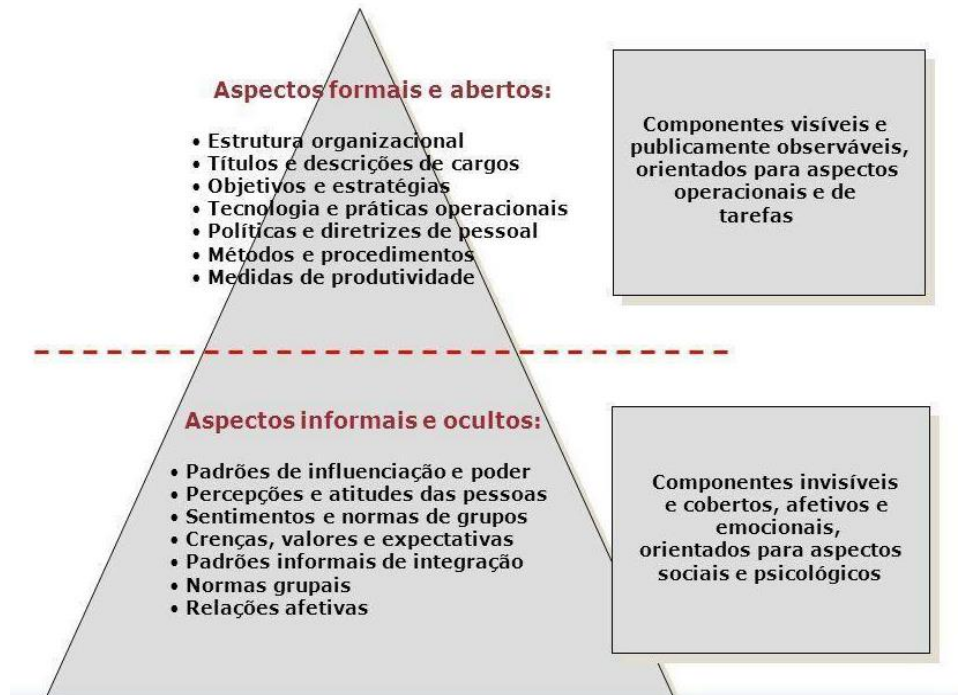 Aspectos formais e abertos:
• Estrutura organizacional
• Títulos e descrições de cargos
• Objetivos e estratégias
• Tecnologia e práticas operacionais
• Políticas e diretrizes de pessoal
• Métodos e procedimentos
• Medidas de produtividade
Componentes visíveis e
publicamente observáveis,
orientados para aspectos
operacionais e de
tarefas
Aspectos informais e ocultos:
• Padrões de influenciação e poder
• Percepções e atitudes das pessoas
• Sentimentos e normas de grupos
• Crenças, valores e expectativas
• Padrões informais de integração
• Normas grupais
• Relações afetivas
Componentes invisíveis
e cobertos, afetivos e
emocionais,
orientados para aspectos
sociais e psicológicos